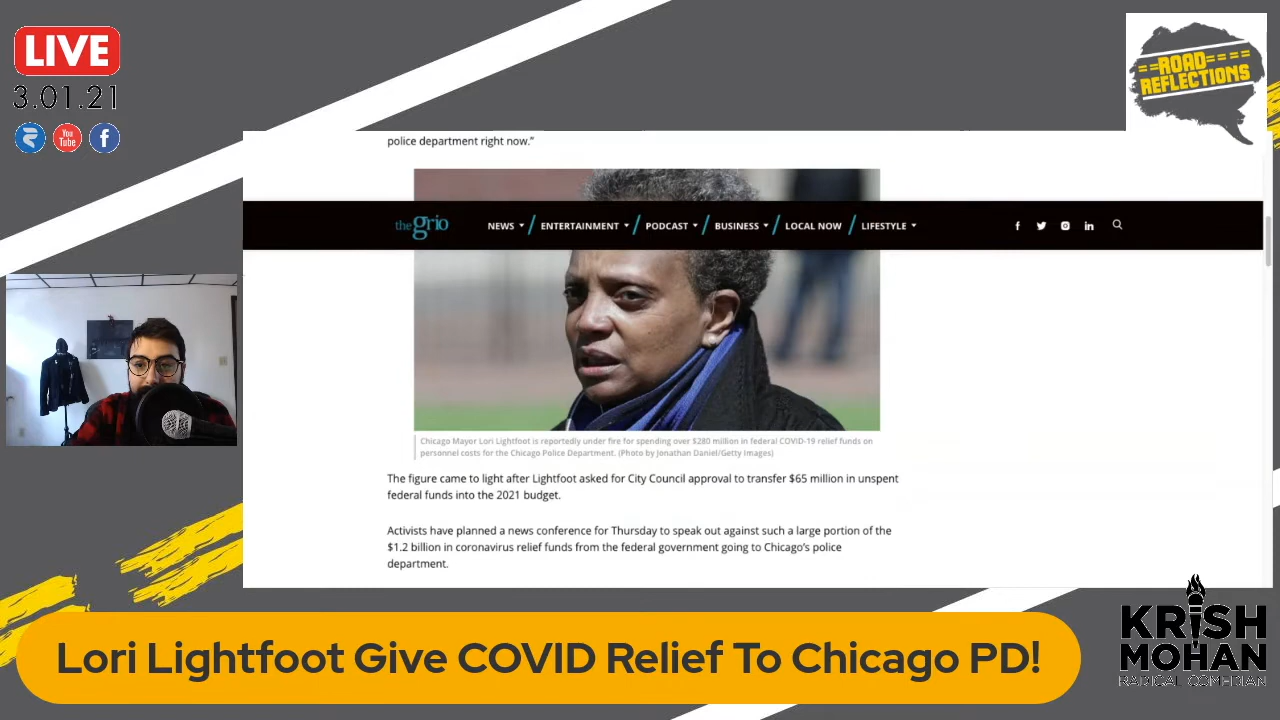 LIVE
3.01.21
You
Tube
f
==ROAD====
REFLECTIONS
police department right now.”
thegrio
NEWS
ENTERTAINMENT
PODCAST
BUSINESS
LOCAL NOW
LIFESTYLE
f
in
Chicago Mayor Lori Lightfoot is reportedly under fire for spending over $280 million in federal COVID-19 relief funds on
personnel costs for the Chicago Police Department. (Photo by Jonathan Daniel/Getty Images)
The figure came to light after Lightfoot asked for City Council approval to transfer $65 million in unspent
federal funds into the 2021 budget.
Activists have planned a news conference for Thursday to speak out against such a large portion of the
$1.2 billion in coronavirus relief funds from the federal government going to Chicago’s police
department.
Lori Lightfoot Give COVID Relief To Chicago PD!
KRISH
MOHAN
RADICAL COMEDIAN